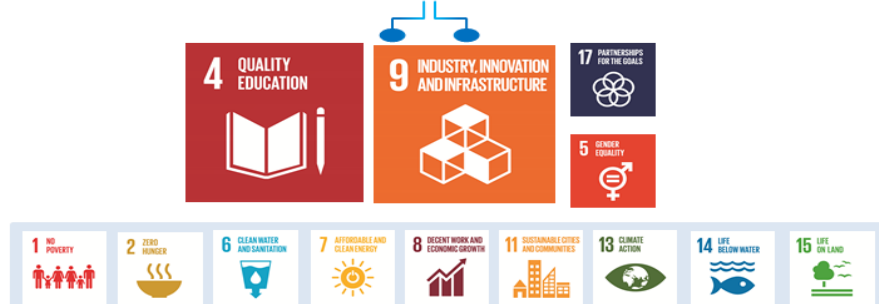 4 QUALITY
EDUCATION
9 INDUSTRY, INNOVATION
AND INFRASTRUCTURE
17 PARTNERSHIPS
FOR THE GOALS
5 GENDER
EQUALITY
1 NO
POVERTY
2 ZERO
HUNGER
6 CLEAN WATER
AND SANITATION
7 AFFORDABLE AND
CLEAN ENERGY
8 DECENT WORK AND
ECONOMIC GROWTH
11 SUSTAINABLE CITIES
AND COMMUNITIES
13 CLIMATE
ACTION
14 LIFE
BELOW WATER
15 LIFE
ON LAND